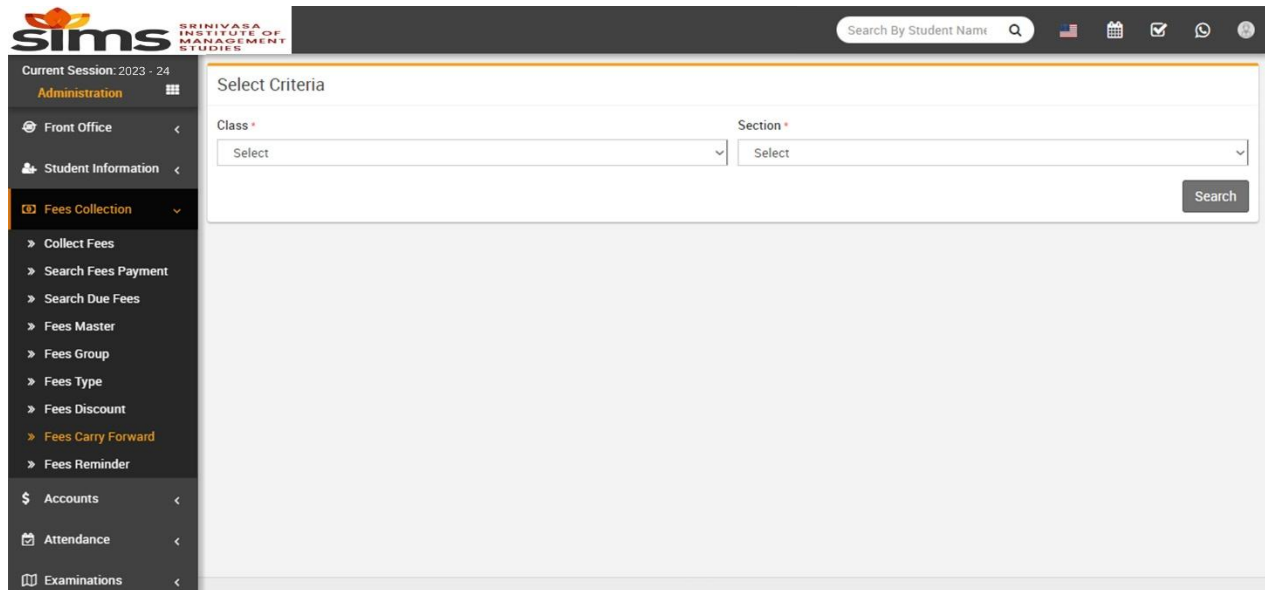 sims
SRINIVASA
INSTITUTE OF
MANAGEMENT
STUDIES
Search By Student Name
Current Session: 2023 - 24
Administration
Front Office
Student Information
Fees Collection
Collect Fees
Search Fees Payment
Search Due Fees
Fees Master
Fees Group
Fees Type
Fees Discount
Fees Carry Forward
Fees Reminder
$ Accounts
Attendance
Examinations
Select Criteria
Class *
Section *
Select
Select
Search